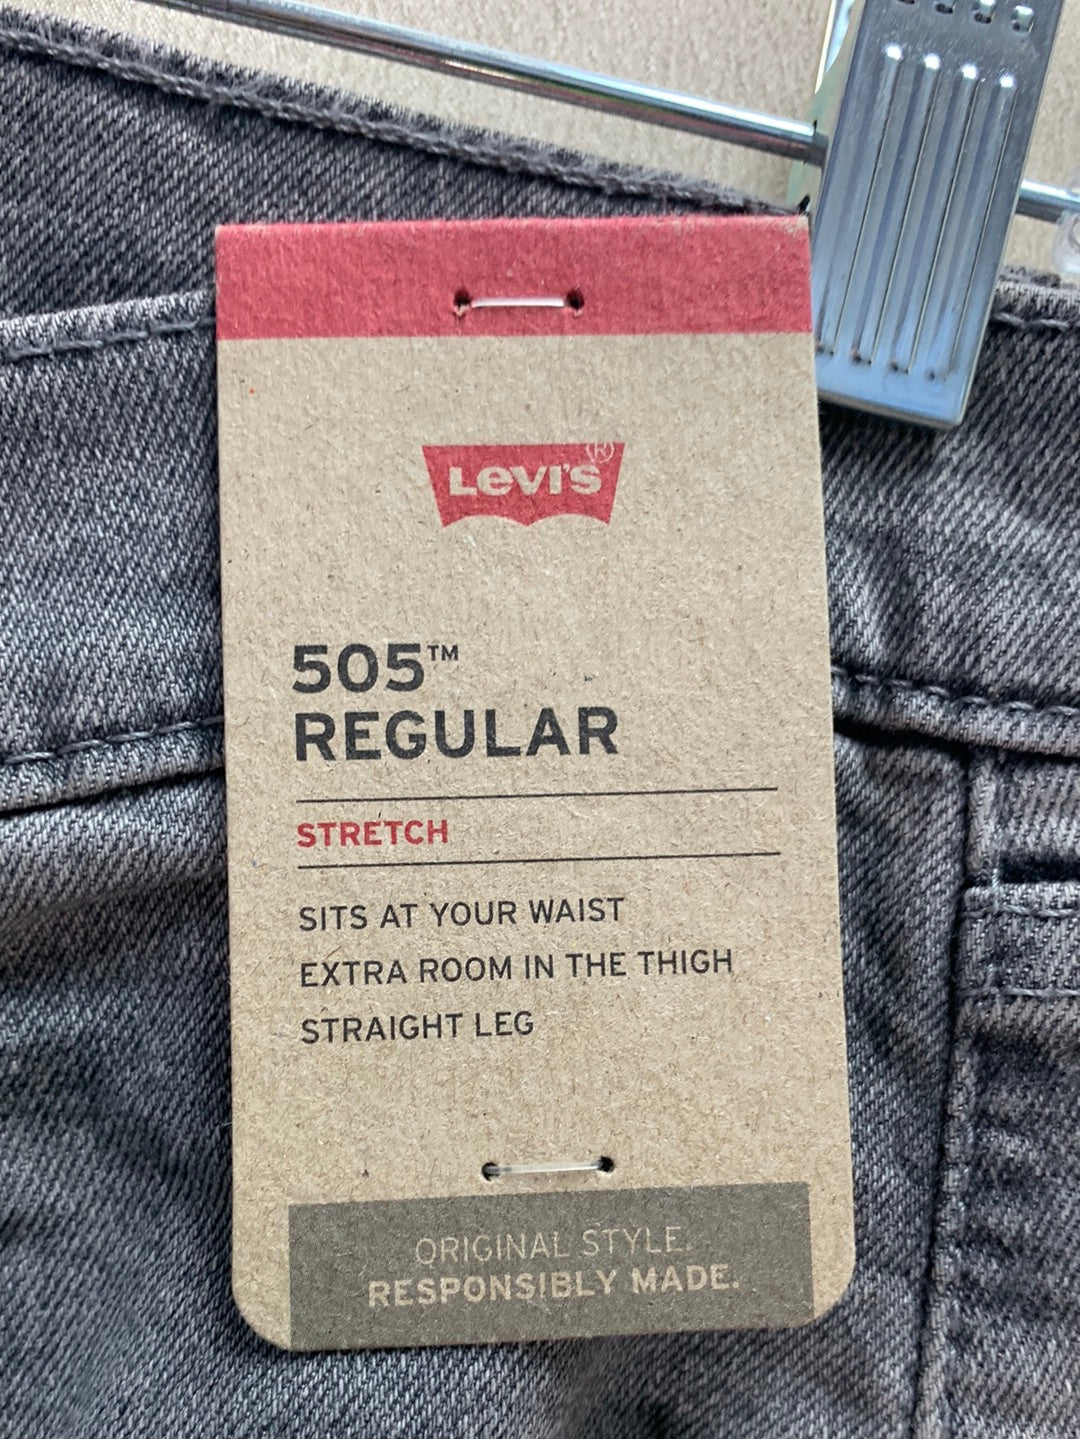 LEVI'S®
505™
REGULAR
STRETCH
SITS AT YOUR WAIST
EXTRA ROOM IN THE THIGH
STRAIGHT LEG
ORIGINAL STYLE.
RESPONSIBLY MADE.